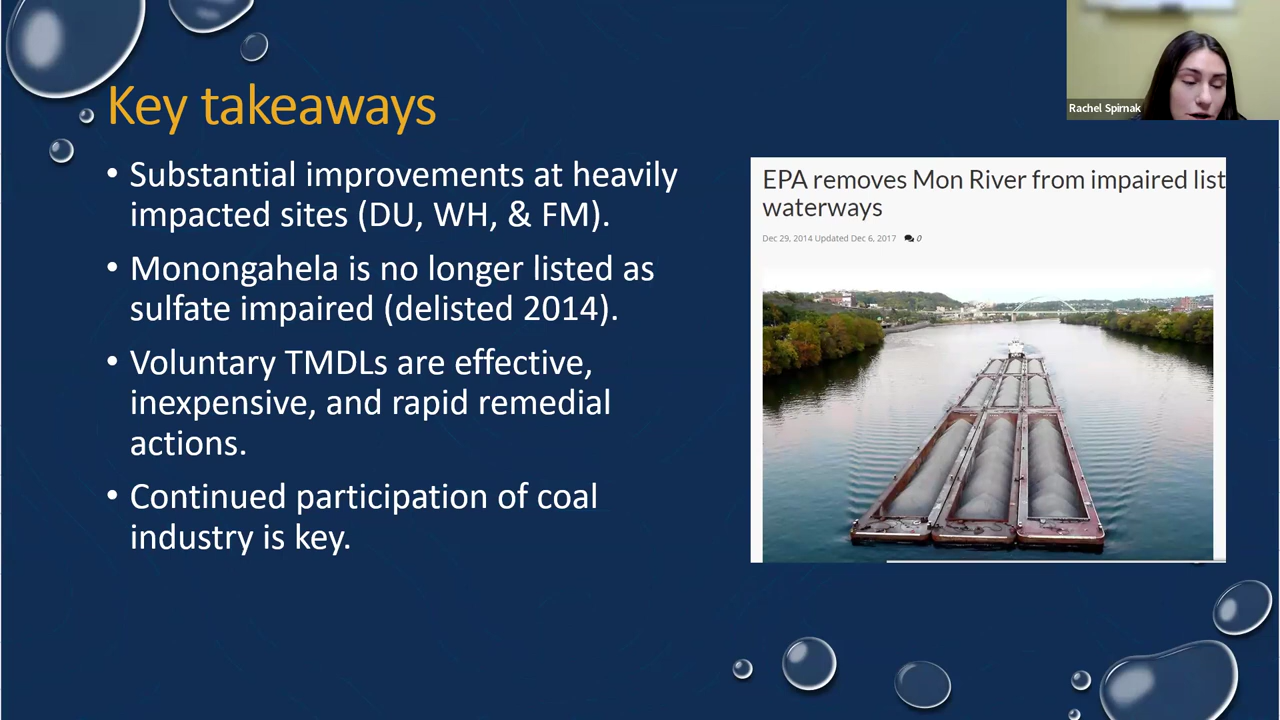 Rachel Spirnak
Key takeaways
• Substantial improvements at heavily
impacted sites (DU, WH, & FM).
• Monongahela is no longer listed as
sulfate impaired (delisted 2014).
• Voluntary TMDLs are effective,
inexpensive, and rapid remedial
actions.
• Continued participation of coal
industry is key.
EPA removes Mon River from impaired list
waterways
Dec 29, 2014 Updated Dec 6, 2017 0